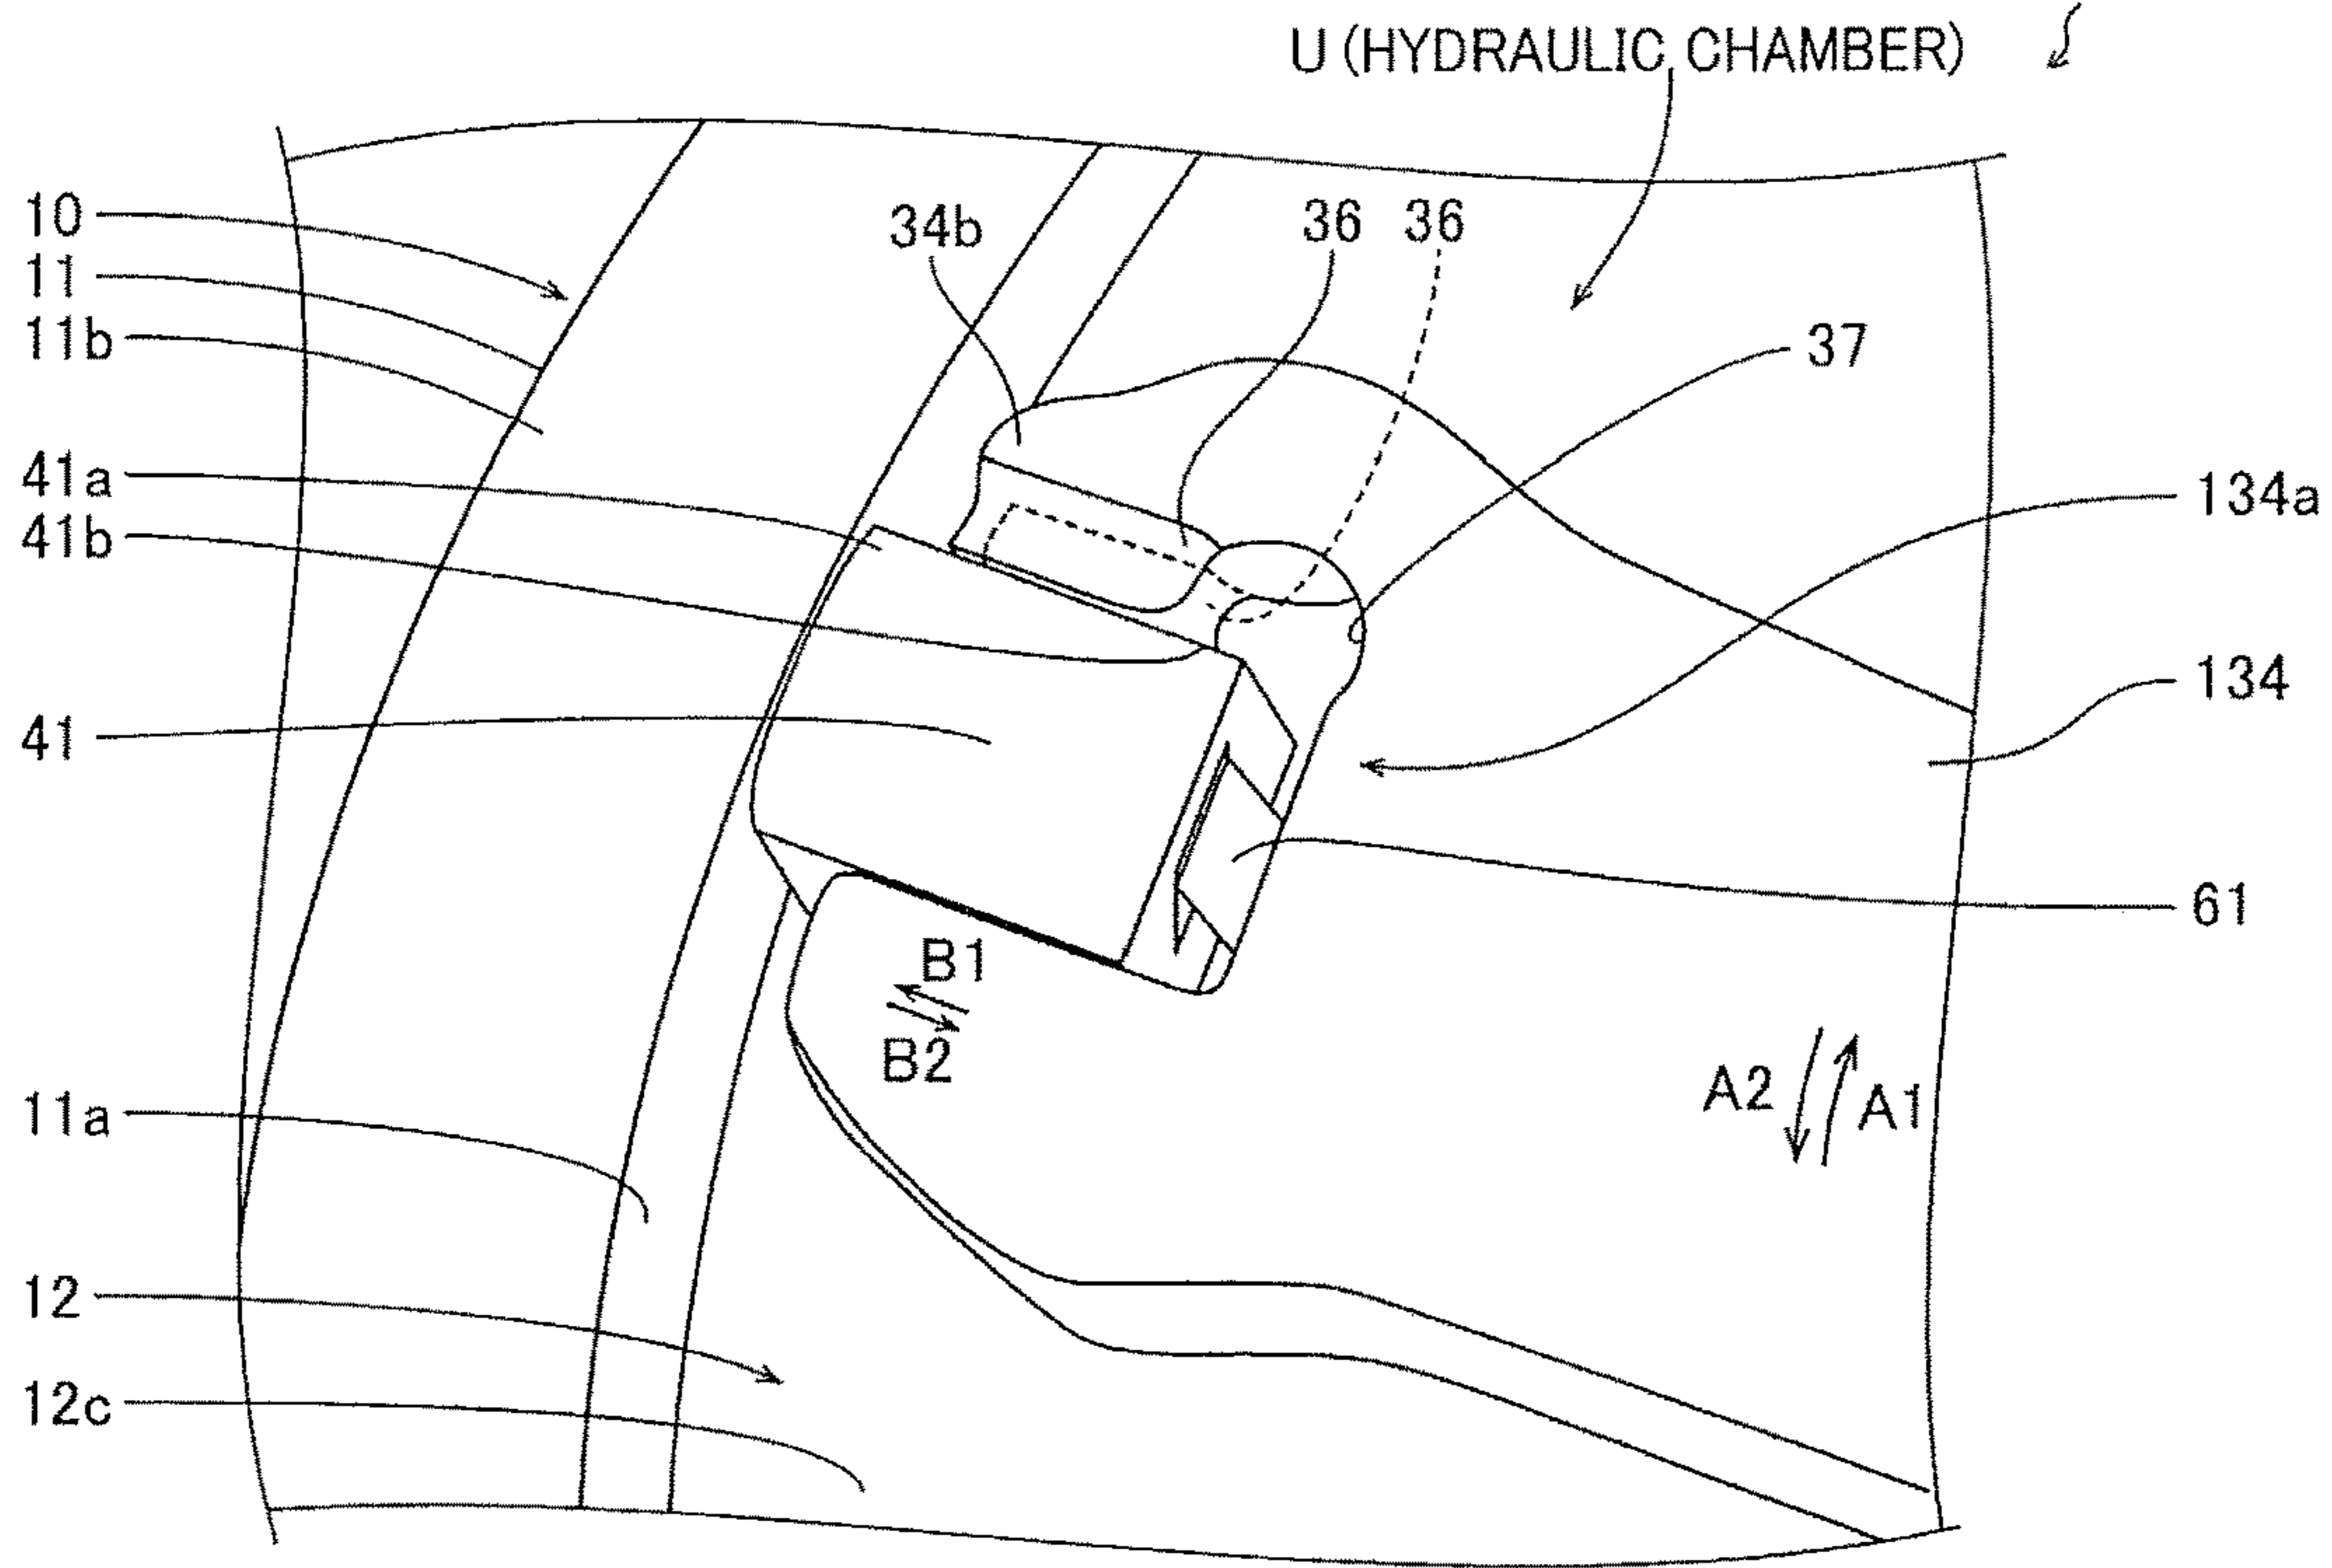 U (HYDRAULIC CHAMBER)
10
11
11b
34b
36
36
37
41a
41b
134a
41
134
61
B1
B2
A2
A1
11a
12
12c